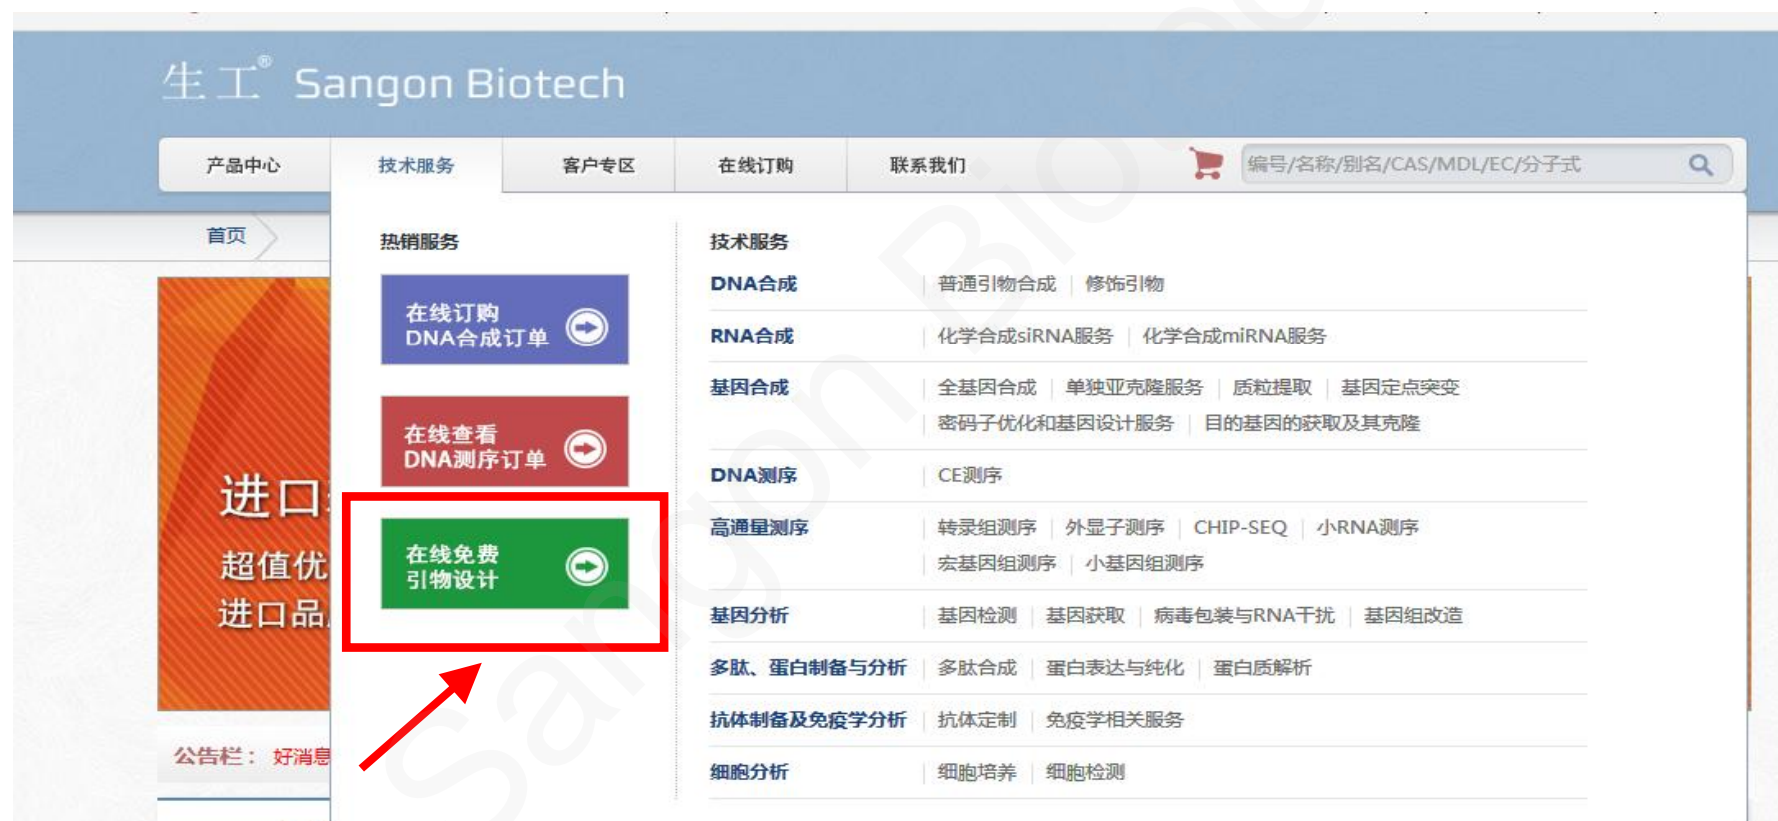 生工® Sangon Biotech
产品中心 技术服务 客户专区 在线订购 联系我们 编号/名称/别名/CAS/MDL/EC/分子式
首页
热销服务
在线订购
DNA合成订单
在线查看
DNA测序订单
在线免费
引物设计
技术服务
DNA合成 普通引物合成 修饰引物
RNA合成 化学合成siRNA服务 化学合成miRNA服务
基因合成 全基因合成 单独亚克隆服务 质粒提取 基因定点突变
密码子优化和基因设计服务 目的基因的获取及其克隆
DNA测序 CE测序
高通量测序 转录组测序 外显子测序 CHIP-SEQ 小RNA测序
宏基因组测序 小基因组测序
基因分析 基因检测 基因获取 病毒包装与RNA干扰 基因组改造
多肽、蛋白制备与分析 多肽合成 蛋白表达与纯化 蛋白质解析
抗体制备及免疫学分析 抗体定制 免疫学相关服务
细胞分析 细胞培养 细胞检测
进口
超值优
进口品
公告栏： 好消息
Sangon Bio